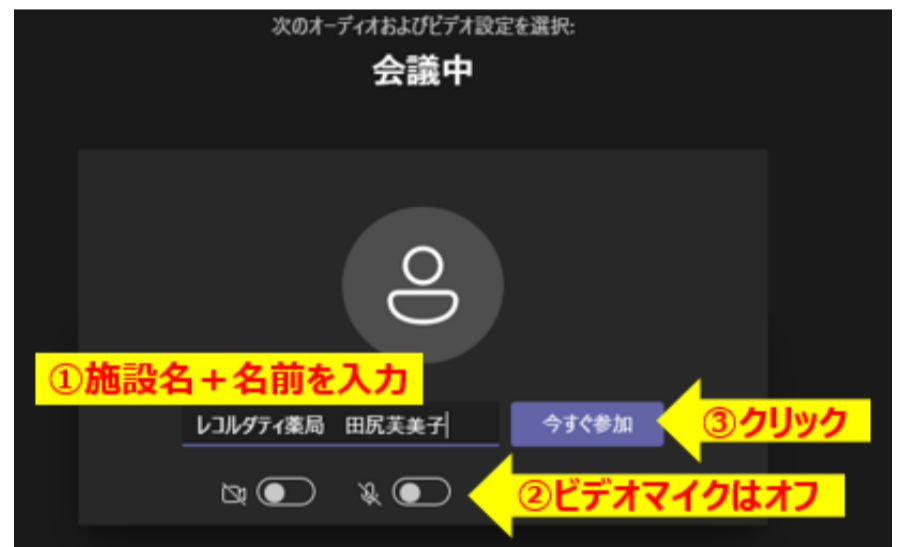 次のオーディオおよびビデオ設定を選択:
会議中
①施設名＋名前を入力
レコルダティ薬局　田尻芙美子
今すぐ参加
③クリック
②ビデオマイクはオフ